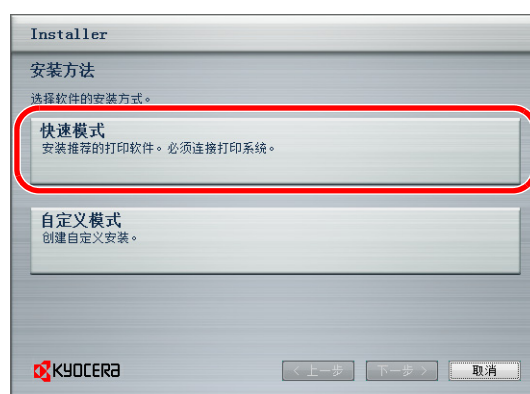 Installer
安装方法
选择软件的安装方式。
快速模式
安装推荐的打印软件。必须连接打印系统。
自定义模式
创建自定义安装。
KYOCERA
< 上一步
下一步 >
取消